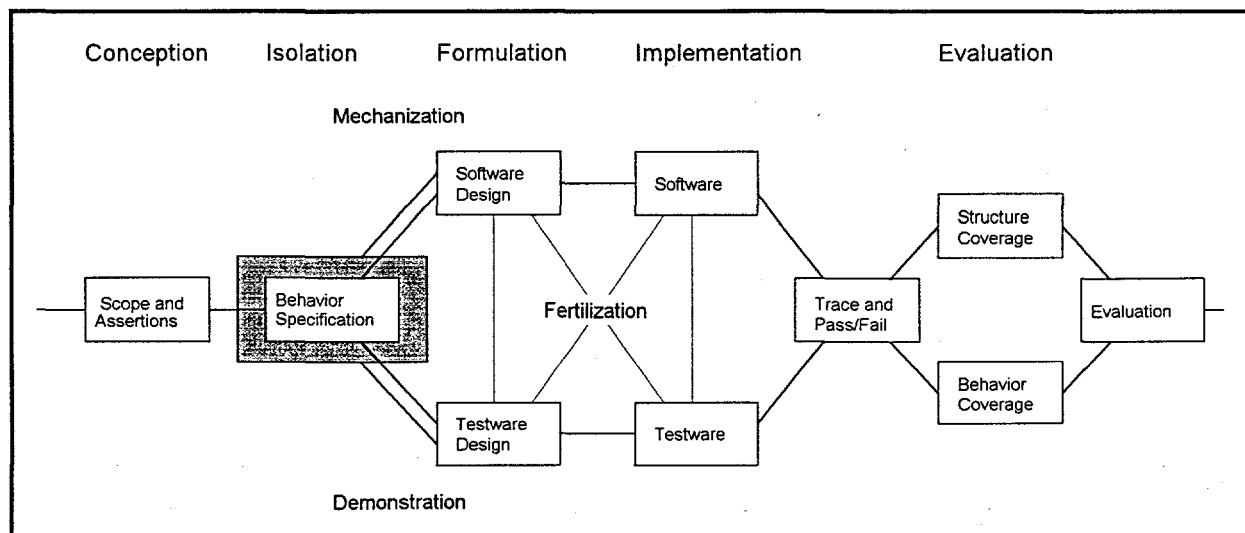 Conception Isolation Formulation Implementation Evaluation
Mechanization
Software
Design
Software
Structure
Coverage
Scope and
Assertions
Behavior
Specification
Fertilization
Trace and
Pass/Fail
Evaluation
Behavior
Coverage
Testware
Design
Testware
Demonstration